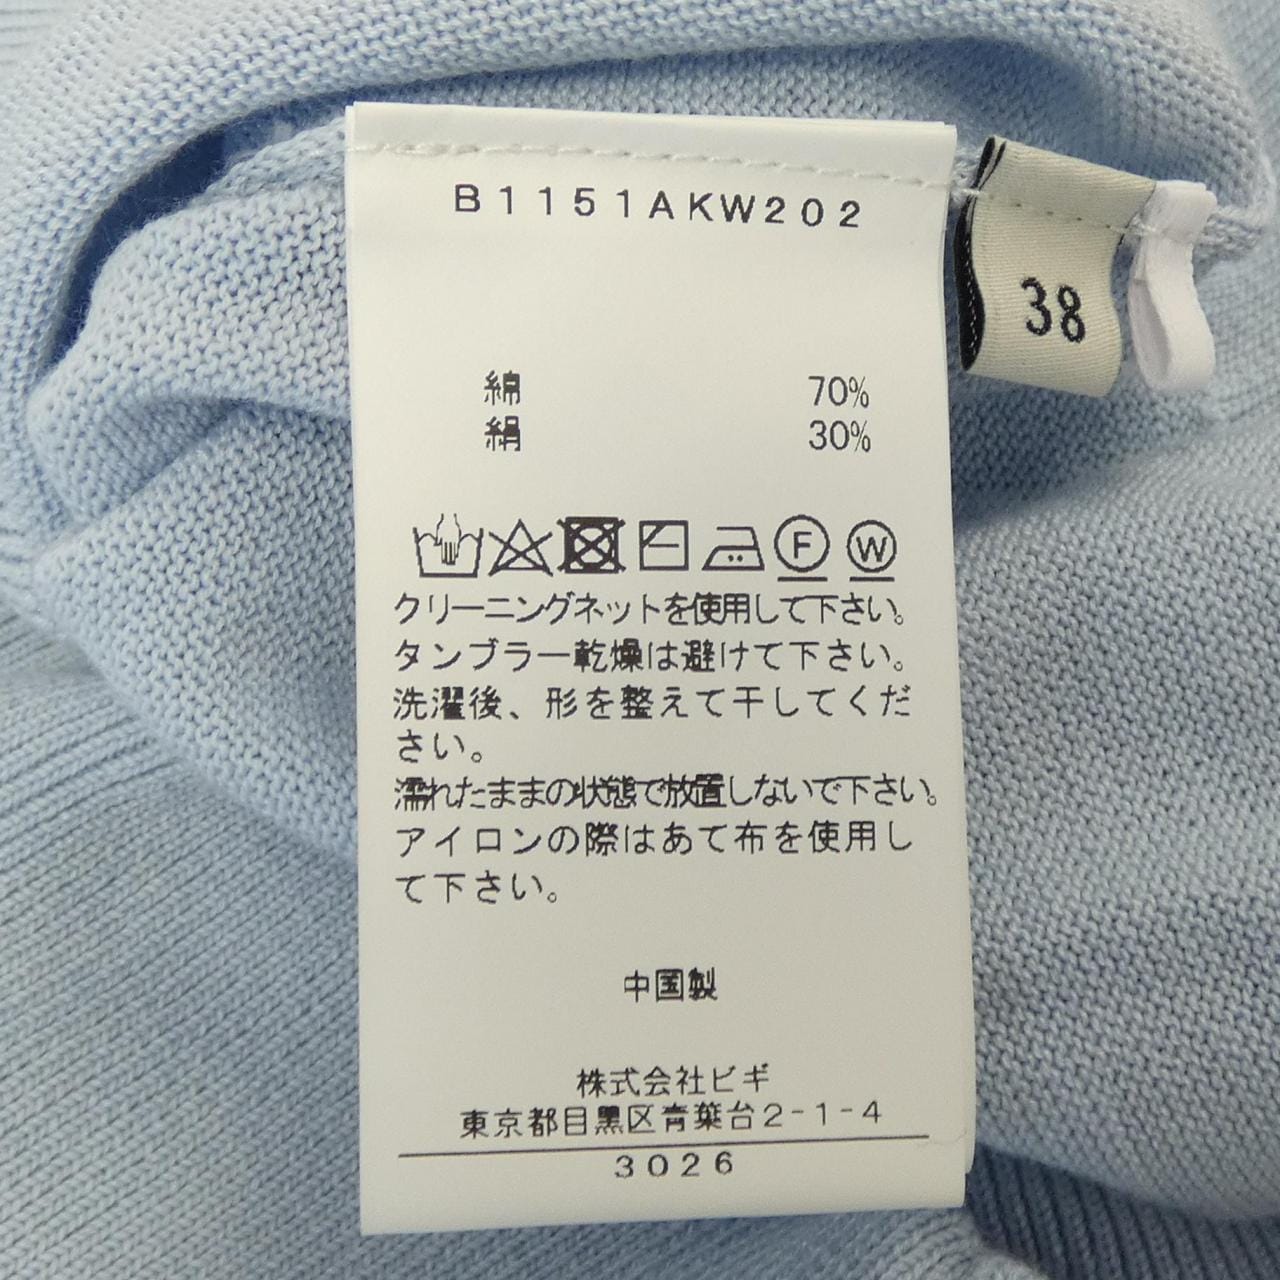 B1151AKW202
38
綿 70%
絹 30%
F W
クリーニングネットを使用して下さい。
タンブラー乾燥は避けて下さい。
洗濯後、形を整えて干してくだ
さい。
濡れたままの状態で放置しないで下さい。
アイロンの際はあて布を使用し
て下さい。
中国製
株式会社ビギ
東京都目黒区青葉台2-1-4
3026